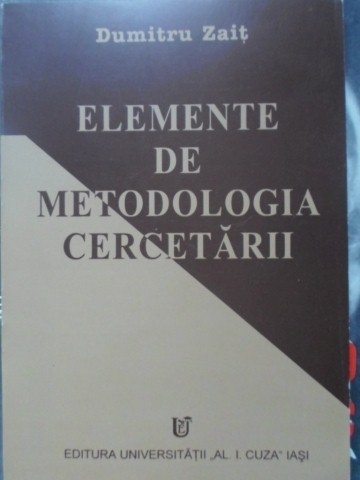 Dumitru Zaiț
ELEMENTE
DE
METODOLOGIA
CERCETĂRII
EDITURA UNIVERSITĂȚII „AL. I. CUZA" IAȘI